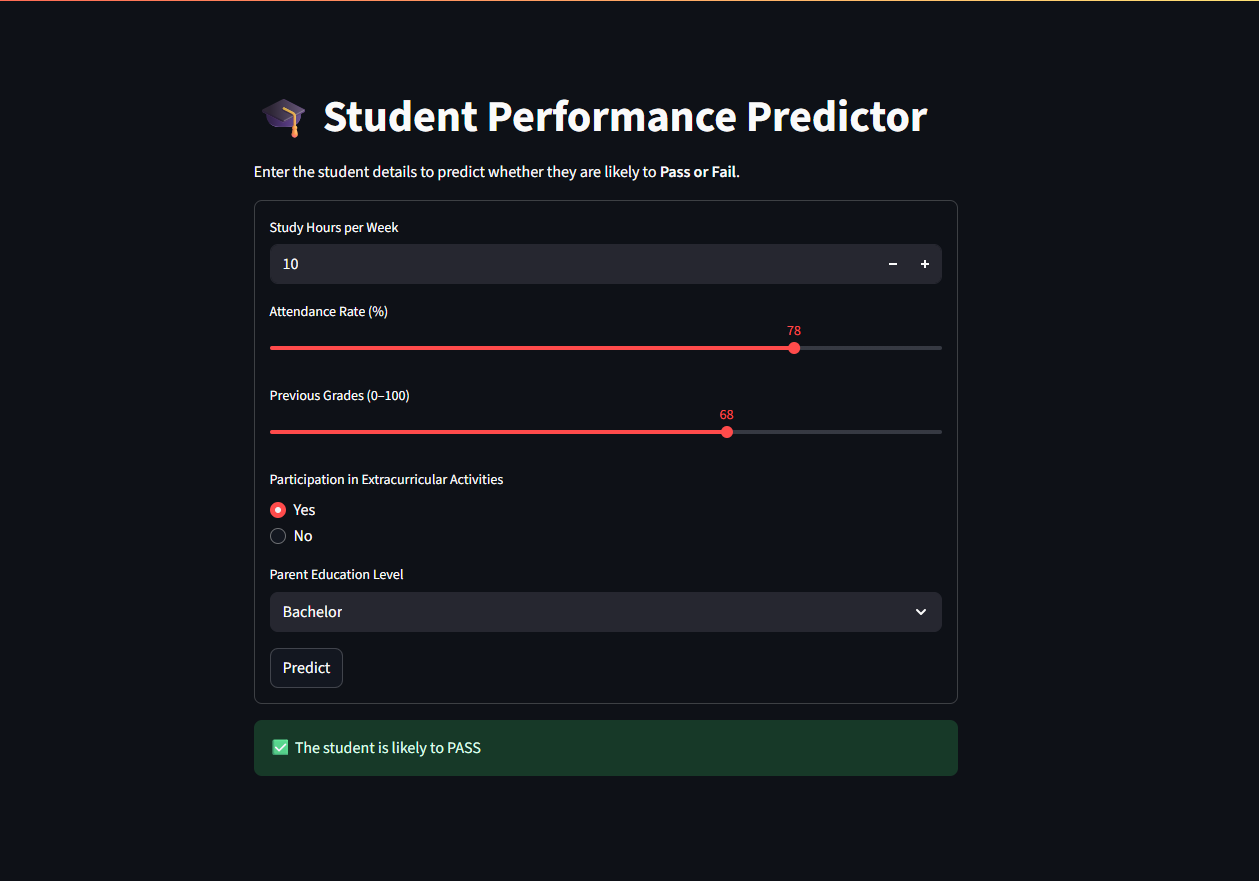 Student Performance Predictor
Enter the student details to predict whether they are likely to Pass or Fail.
Study Hours per Week
10
Attendance Rate (%)
78
Previous Grades (0–100)
68
Participation in Extracurricular Activities
Yes
No
Parent Education Level
Bachelor
Predict
The student is likely to PASS